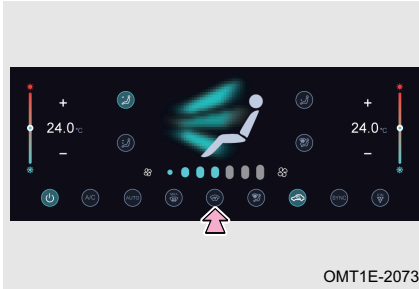 + +
24.0 °C 24.0 °C
− −
A/C AUTO SYNC
OMT1E-2073